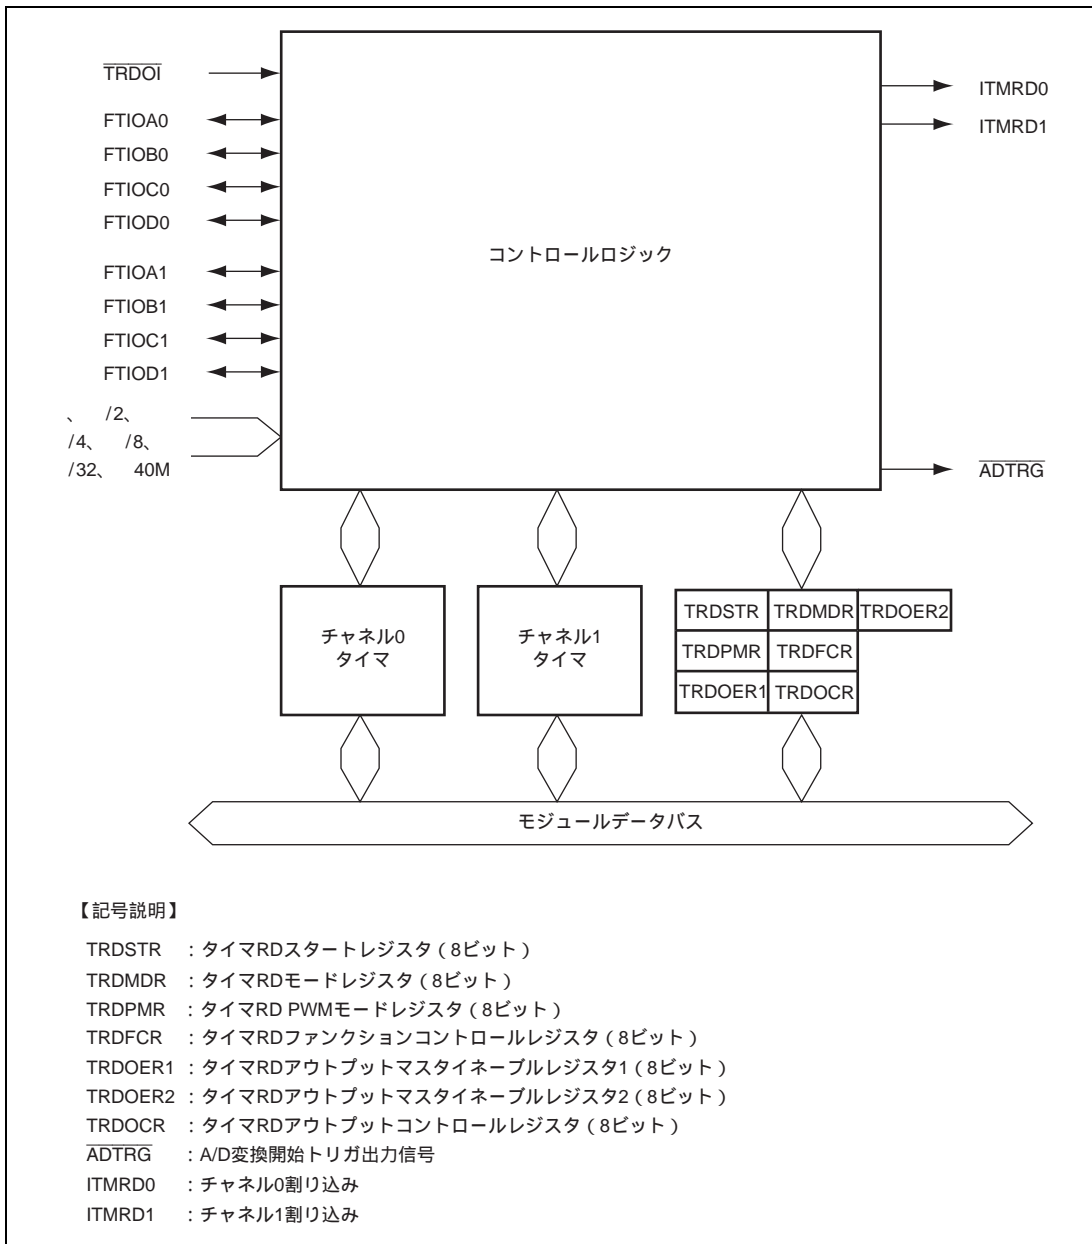 TRDOI
FTIOA0
FTIOB0
FTIOC0
FTIOD0
FTIOA1
FTIOB1
FTIOC1
FTIOD1
、 /2、
/4、 /8、
/32、 40M
コントロールロジック
ITMRD0
ITMRD1
ADTRG
チャネル0
タイマ
チャネル1
タイマ
TRDSTR TRDMDR TRDOER2
TRDPMR TRDFCR
TRDOER1 TRDOCR
モジュールデータバス
【記号説明】
TRDSTR :タイマRDスタートレジスタ(8ビット)
TRDMDR :タイマRDモードレジスタ(8ビット)
TRDPMR :タイマRD PWMモードレジスタ(8ビット)
TRDFCR :タイマRDファンクションコントロールレジスタ(8ビット)
TRDOER1 :タイマRDアウトプットマスタイネーブルレジスタ1(8ビット)
TRDOER2 :タイマRDアウトプットマスタイネーブルレジスタ2(8ビット)
TRDOCR :タイマRDアウトプットコントロールレジスタ(8ビット)
ADTRG :A/D変換開始トリガ出力信号
ITMRD0 :チャネル0割り込み
ITMRD1 :チャネル1割り込み